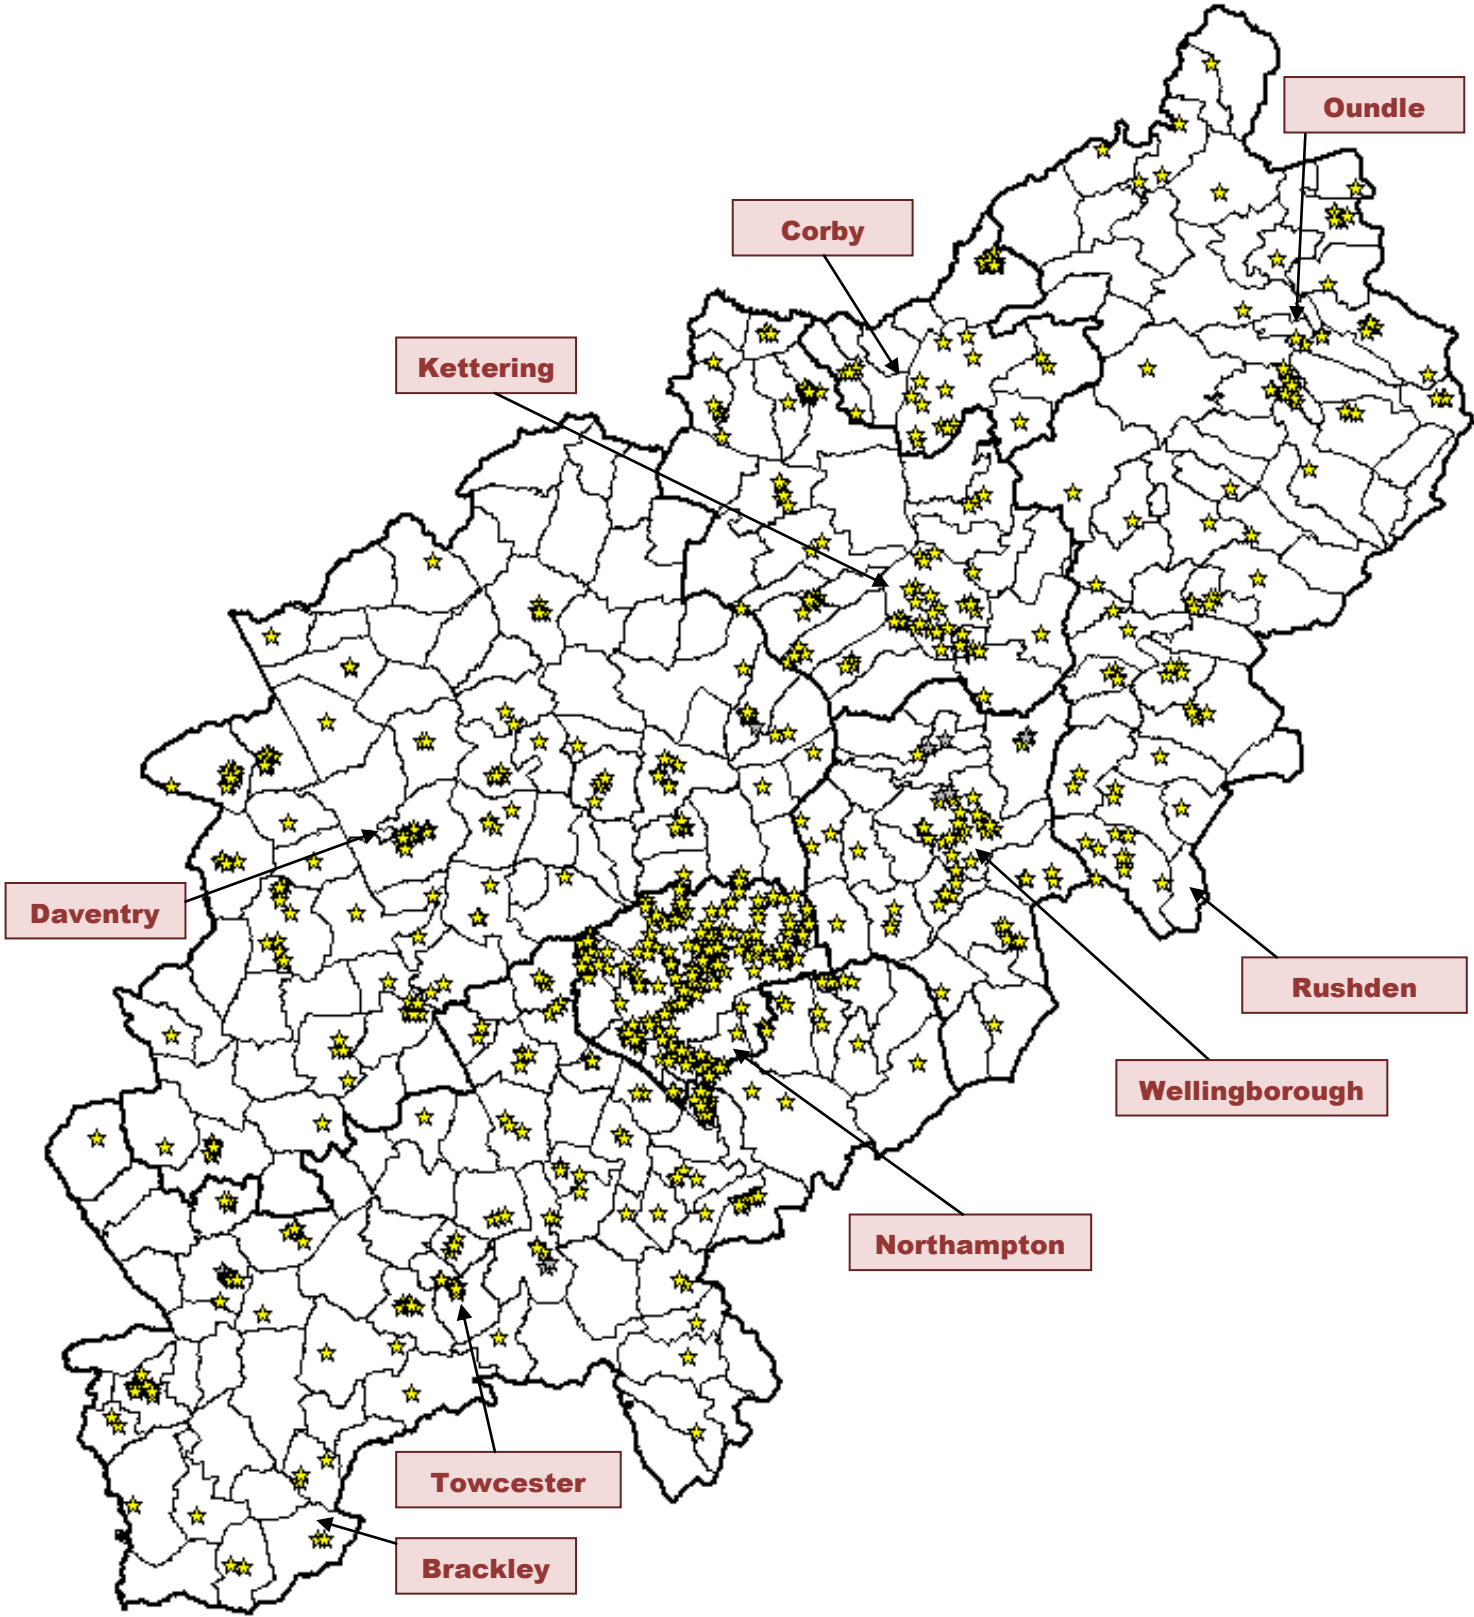 Oundle
Corby
Kettering
Daventry
Rushden
Wellingborough
Northampton
Towcester
Brackley